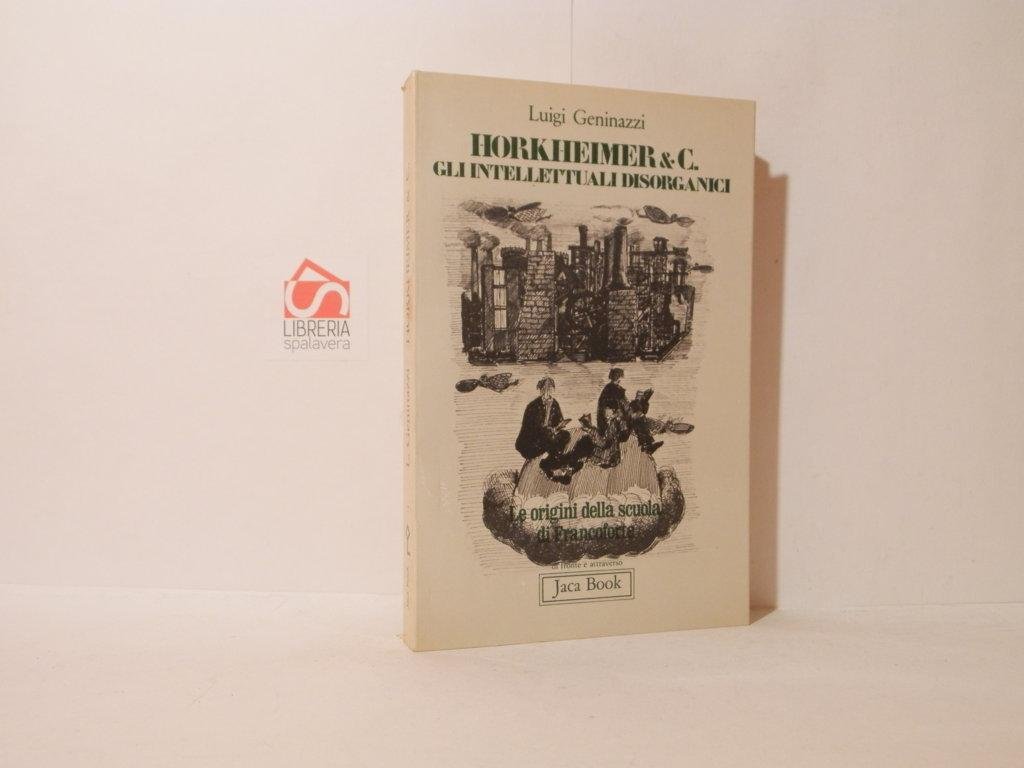 Luigi Geninazzi
HORKHEIMER & C.
GLI INTELLETTUALI DISORGANICI
Le origini della scuola
di Francoforte
di fronte e attraverso
Jaca Book
LIBRERIA
spalavera
L. Geninazzi